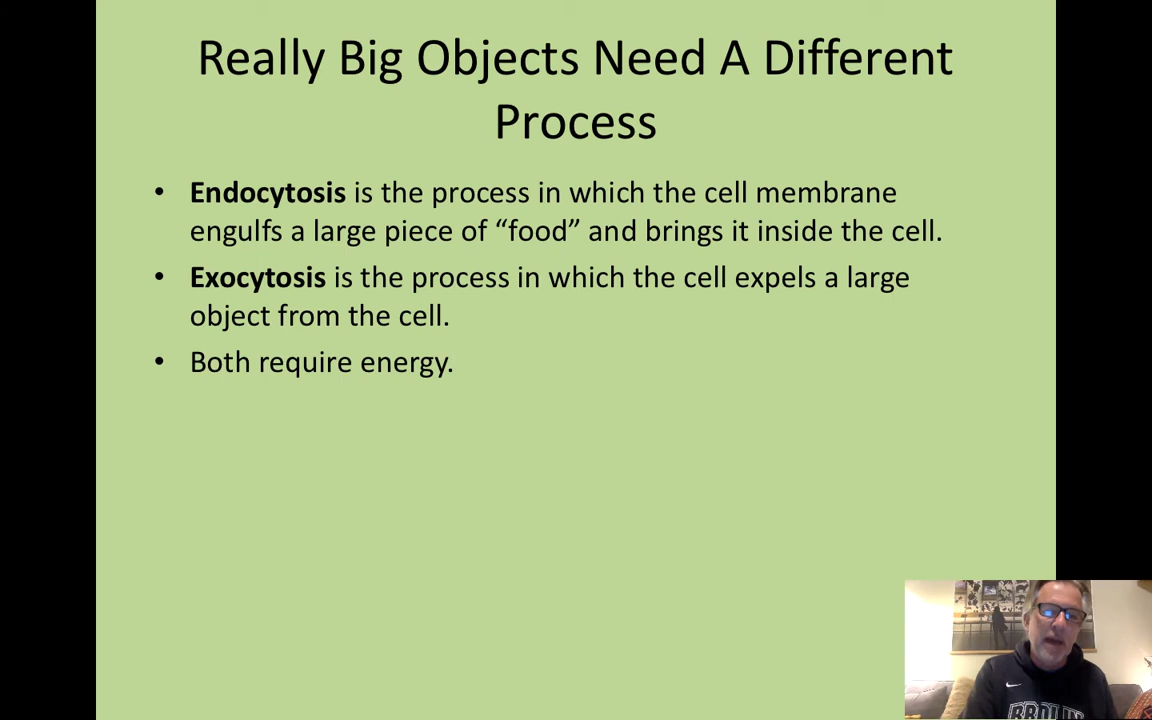 Really Big Objects Need A Different
Process
• Endocytosis is the process in which the cell membrane
engulfs a large piece of “food” and brings it inside the cell.
• Exocytosis is the process in which the cell expels a large
object from the cell.
• Both require energy.